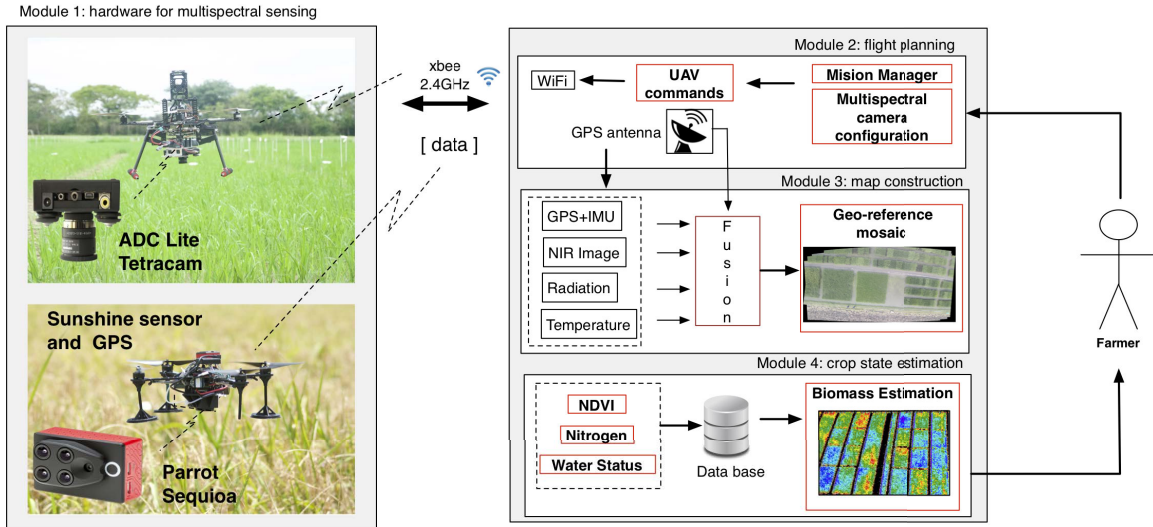 Module 1: hardware for multispectral sensing
ADC Lite
Tetracam
Sunshine sensor
and GPS
Parrot
Sequioa
xbee
2.4GHz
[ data ]
Module 2: flight planning
WiFi
UAV
commands
Mision Manager
Multispectral
camera
configuration
GPS antenna
Module 3: map construction
GPS+IMU
NIR Image
Radiation
Temperature
F
u
s
i
o
n
Geo-reference
mosaic
Module 4: crop state estimation
NDVI
Nitrogen
Water Status
Data base
Biomass Estimation
Farmer